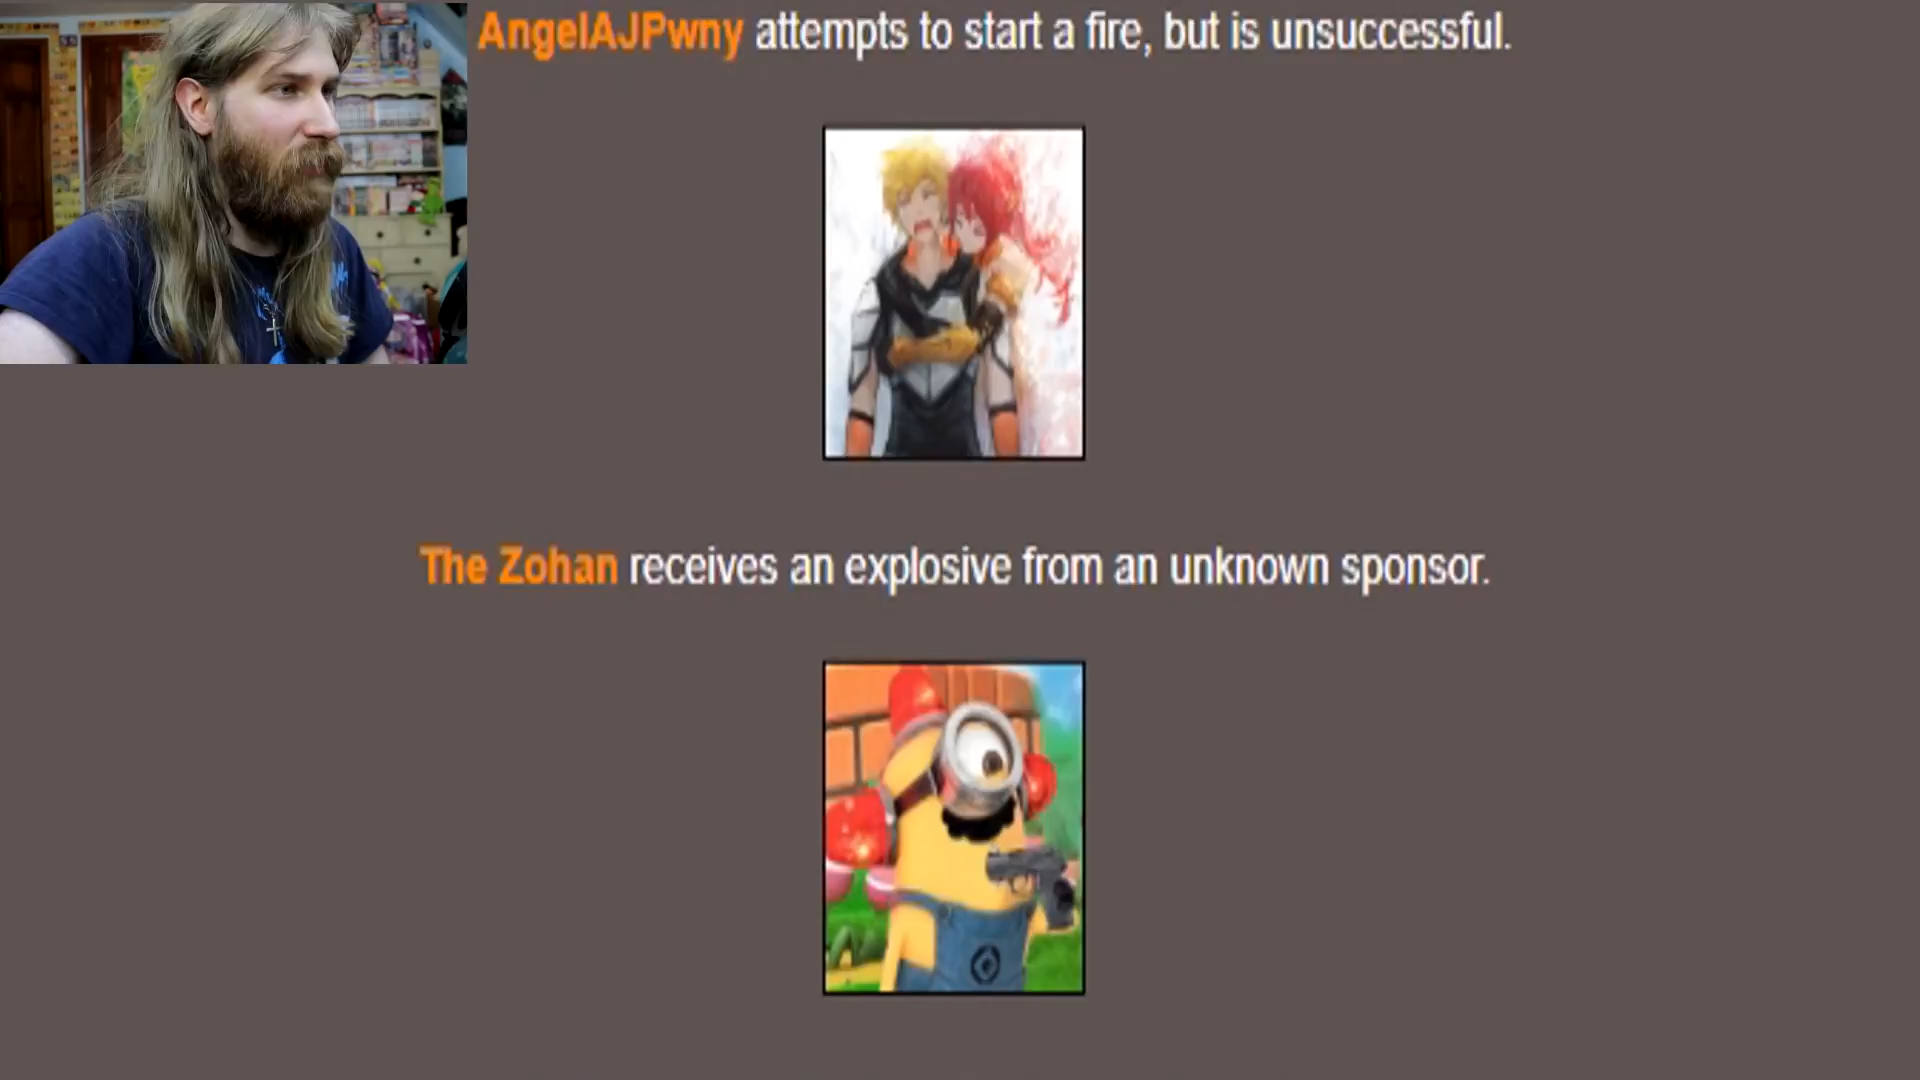 AngelAJPwny attempts to start a fire, but is unsuccessful.
The Zohan receives an explosive from an unknown sponsor.